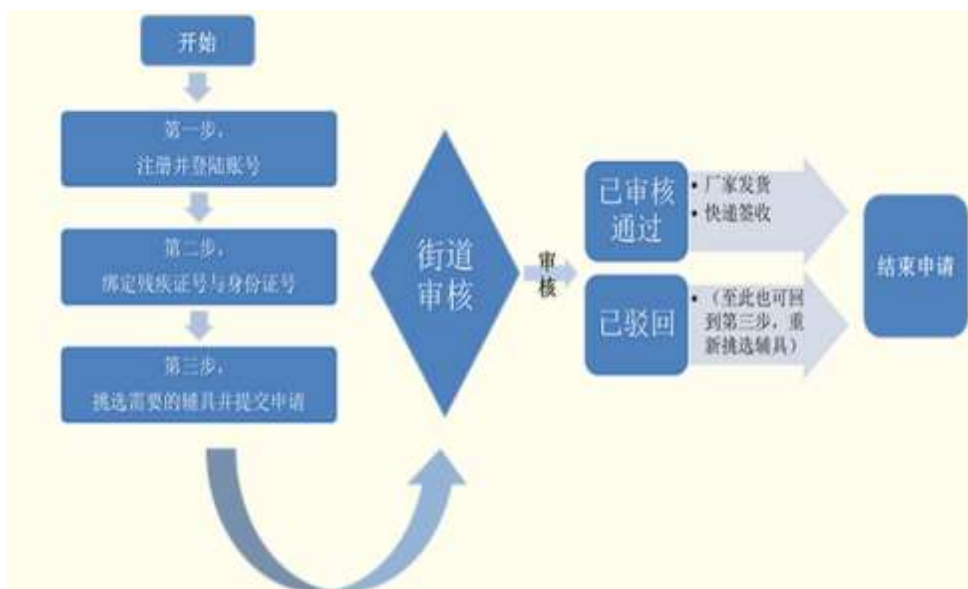 开始
第一步,
注册并登陆账号
第二步,
绑定残疾证号与身份证号
第三步,
挑选需要的辅具并提交申请
街道
审核
审核
已审核
通过
• 厂家发货
• 快递签收
已驳回
• （至此也可回
到第三步，重
新挑选辅具）
结束申请